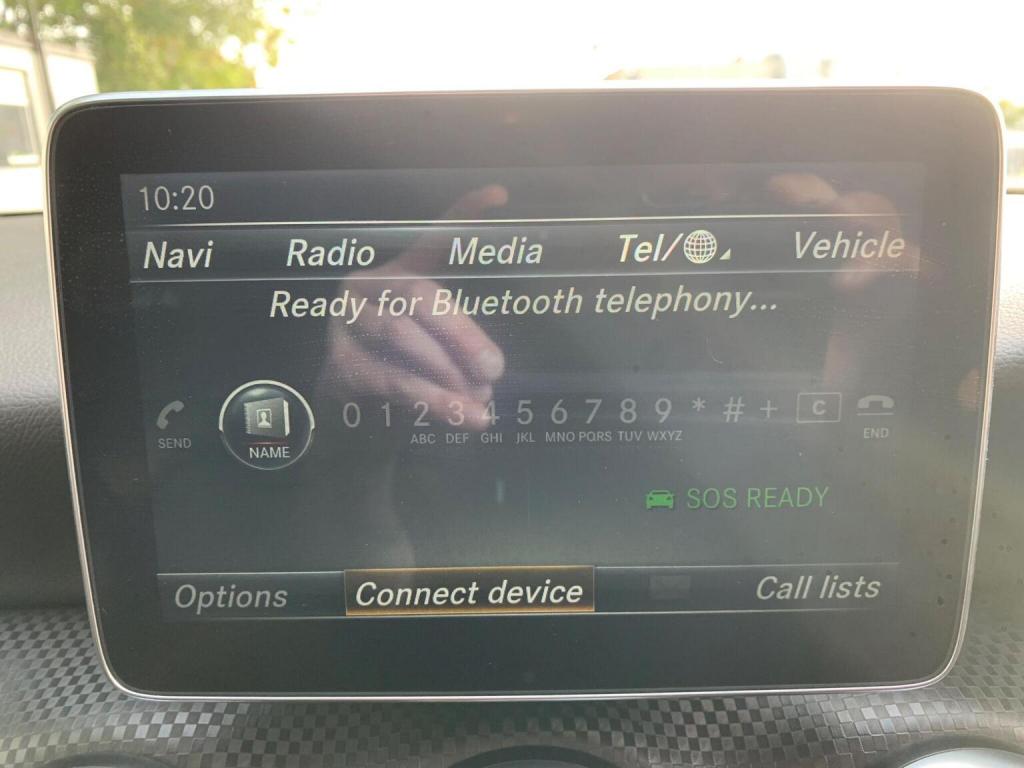 10:20
Navi Radio Media Tel/ Vehicle
Ready for Bluetooth telephony...
0 1 2 3 4 5 6 7 8 9 * # + C
SEND NAME ABC DEF GHI JKL MNO PQRS TUV WXYZ END
SOS READY
Options Connect device Call lists